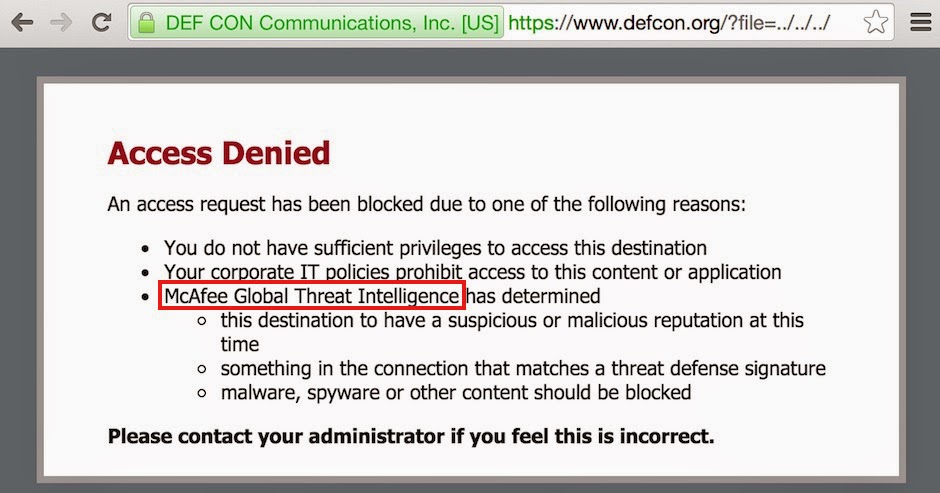 DEF CON Communications, Inc. [US] https://www.defcon.org/?file=../../../
Access Denied
An access request has been blocked due to one of the following reasons:
• You do not have sufficient privileges to access this destination
• Your corporate IT policies prohibit access to this content or application
• McAfee Global Threat Intelligence has determined
○ this destination to have a suspicious or malicious reputation at this
time
○ something in the connection that matches a threat defense signature
○ malware, spyware or other content should be blocked
Please contact your administrator if you feel this is incorrect.